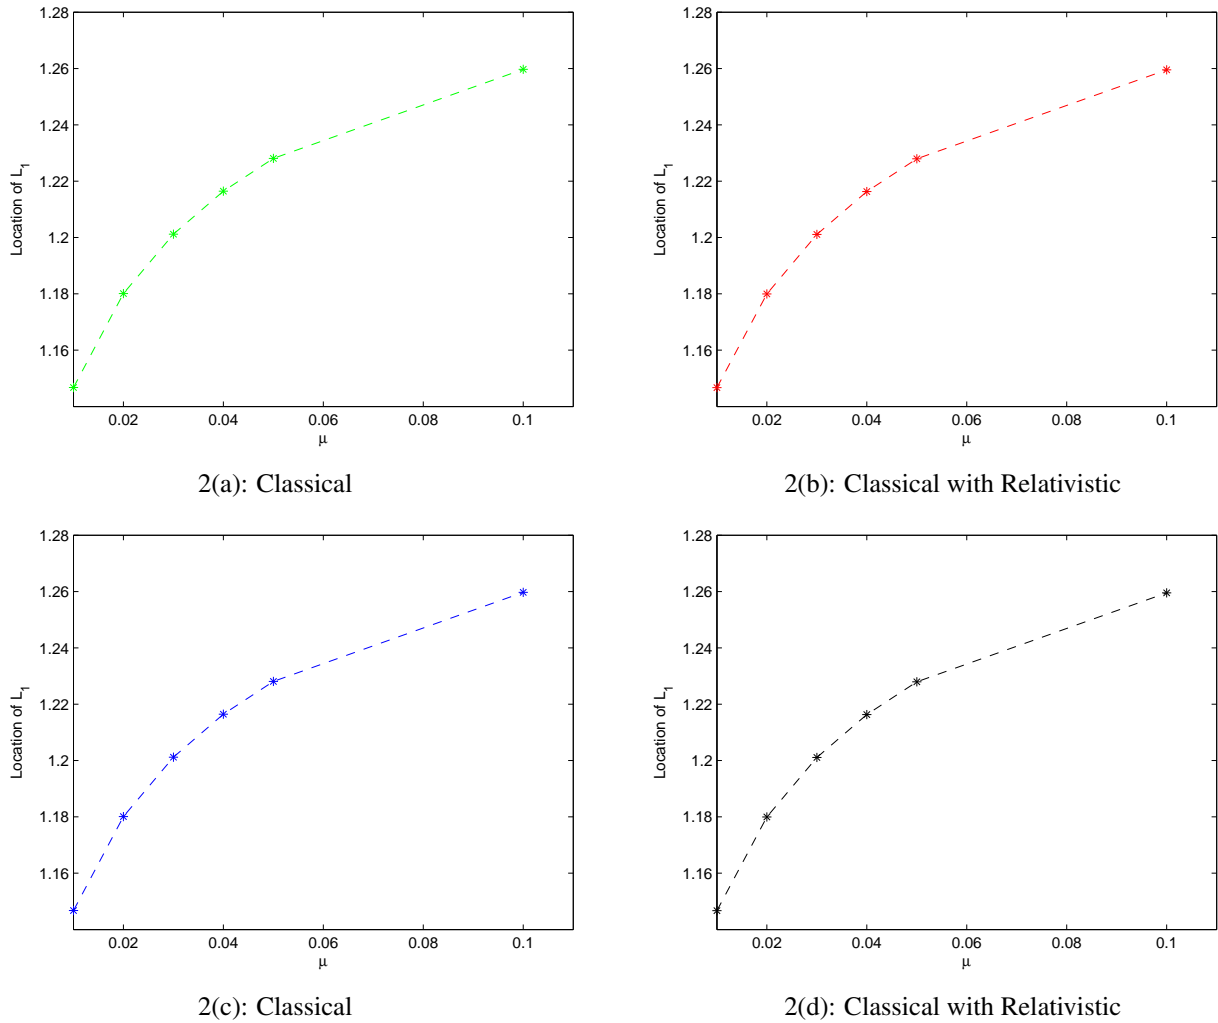 1.28
1.26
1.24
1.22
1.2
1.18
1.16
Location of L1
0.02 0.04 0.06 0.08 0.1
μ
2(a): Classical
1.28
1.26
1.24
1.22
1.2
1.18
1.16
Location of L1
0.02 0.04 0.06 0.08 0.1
μ
2(b): Classical with Relativistic
1.28
1.26
1.24
1.22
1.2
1.18
1.16
Location of L1
0.02 0.04 0.06 0.08 0.1
μ
2(c): Classical
1.28
1.26
1.24
1.22
1.2
1.18
1.16
Location of L1
0.02 0.04 0.06 0.08 0.1
μ
2(d): Classical with Relativistic